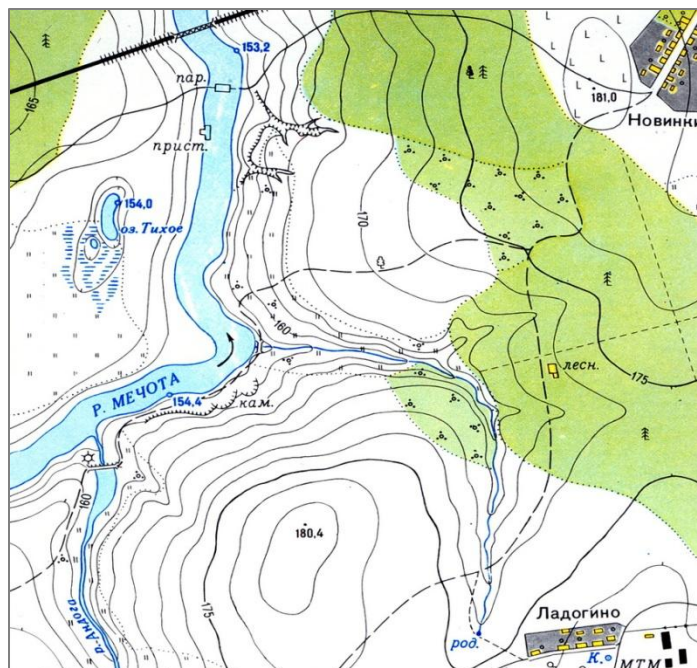 153,2
165
пар.
181,0
Новинки
прист.
154,0
оз. Тихое
170
160
лесн.
175
Р. МЕЧОТА
154,4
кам.
160
180,4
175
р. Андога
род.
Ладогино
К.
МТМ